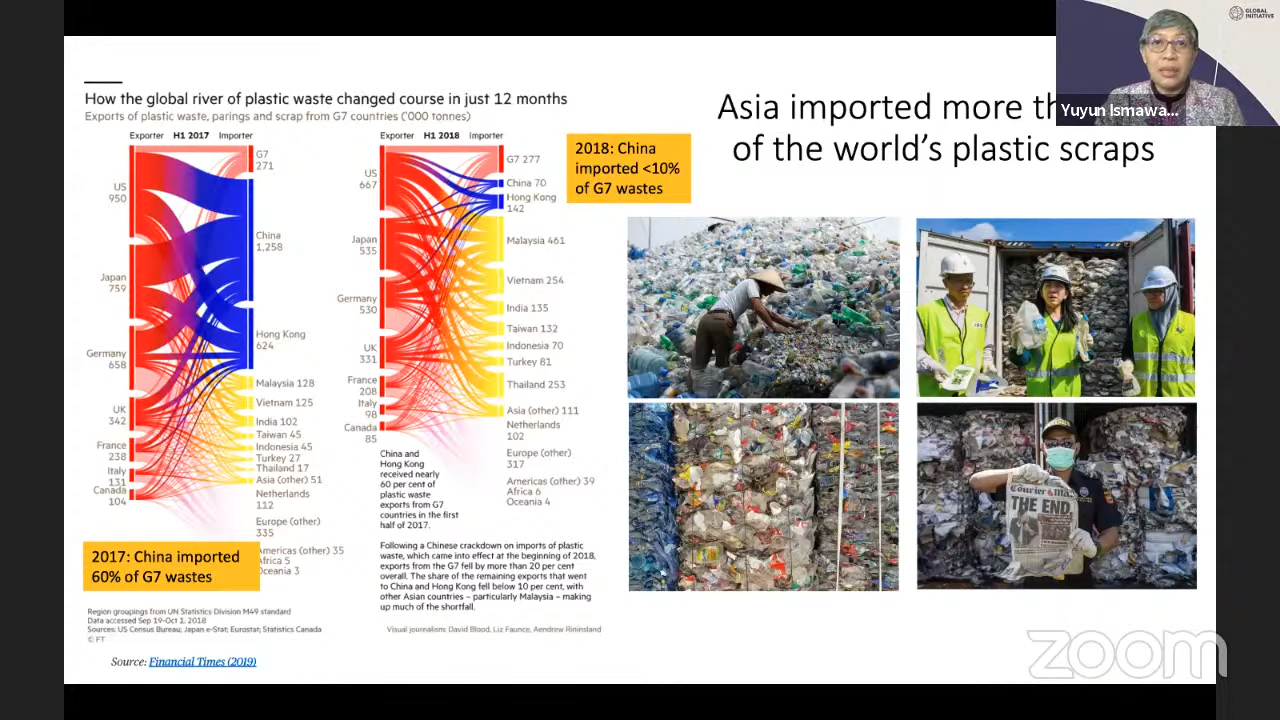 GLOBAL
INITIATIVE
Yuyun Ismawa...
Asia imported more
of the world's plastic scraps
How the global river of plastic waste changed course in just 12 months
Exports of plastic waste, parings and scrap from G7 countries ('000 tonnes)
Exporter H1 2017 Importer
US
950
Japan
759
Germany
658
UK
342
France
238
Italy
131
Canada
104
G7
271
China
1,258
Hong Kong
624
Malaysia 128
Vietnam 125
India 102
Taiwan 45
Indonesia 45
Turkey 27
Thailand 17
Asia (other) 51
Netherlands
112
Europe (other)
335
Americas (other) 35
Africa 5
Oceania 3
2017: China imported
60% of G7 wastes
Exporter H1 2018 Importer
US
667
Japan
535
Germany
530
UK
331
France
208
Italy
98
Canada
85
G7 277
China 70
Hong Kong
142
Malaysia 461
Vietnam 254
India 135
Taiwan 132
Indonesia 70
Turkey 81
Thailand 253
Asia (other) 111
Netherlands
102
Europe (other)
317
Americas (other) 39
Africa 6
Oceania 4
2018: China
imported <10%
of G7 wastes
China and
Hong Kong
received nearly
60 per cent of
plastic waste
exports from G7
countries in the first
half of 2017.
Following a Chinese crackdown on imports of plastic
waste, which came into effect at the beginning of 2018,
exports from the G7 fell by more than 20 per cent
overall. The share of the remaining exports that went
to China and Hong Kong fell below 10 per cent, with
other Asian countries – particularly Malaysia – making
up much of the shortfall.
Region groupings from UN Statistics Division M49 standard
Data accessed Sep 19-Oct 1, 2018
Sources: US Census Bureau; Japan e-Stat; Eurostat; Statistics Canada
© FT
Visual journalism: David Blood, Liz Faunce, Aendrew Rininsland
Source: Financial Times (2019)
THE END.
zoom